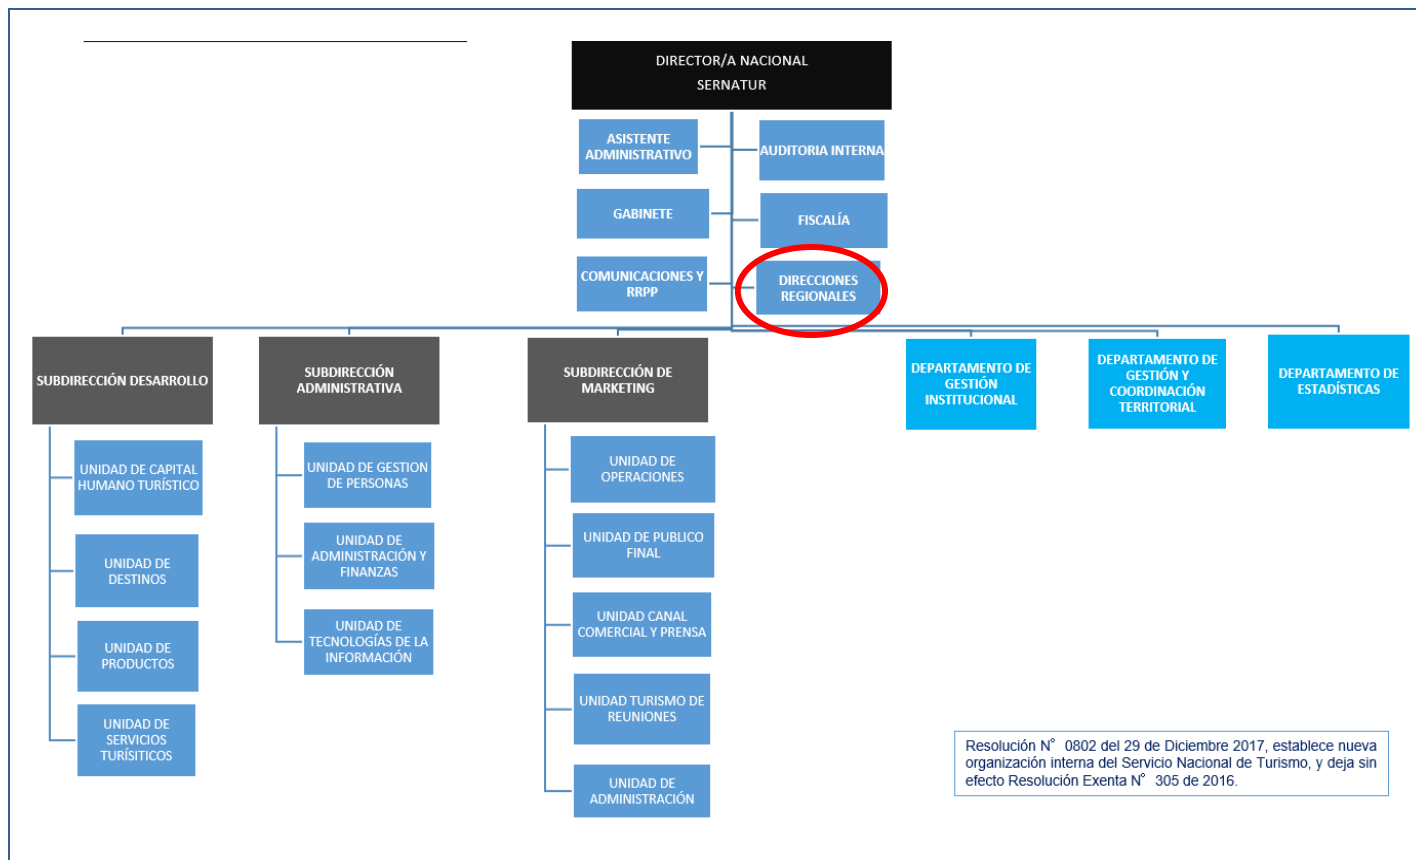 DIRECTOR/A NACIONAL
SERNATUR
ASISTENTE
ADMINISTRATIVO
AUDITORIA INTERNA
GABINETE
FISCALÍA
COMUNICACIONES Y
RRPP
DIRECCIONES
REGIONALES
SUBDIRECCIÓN DESARROLLO
SUBDIRECCIÓN
ADMINISTRATIVA
SUBDIRECCIÓN DE
MARKETING
DEPARTAMENTO DE
GESTIÓN
INSTITUCIONAL
DEPARTAMENTO DE
GESTIÓN Y
COORDINACIÓN
TERRITORIAL
DEPARTAMENTO DE
ESTADÍSTICAS
UNIDAD DE CAPITAL
HUMANO TURÍSTICO
UNIDAD DE
DESTINOS
UNIDAD DE
PRODUCTOS
UNIDAD DE
SERVICIOS
TURÍSITICOS
UNIDAD DE GESTION
DE PERSONAS
UNIDAD DE
ADMINISTRACIÓN Y
FINANZAS
UNIDAD DE
TECNOLOGÍAS DE LA
INFORMACIÓN
UNIDAD DE
OPERACIONES
UNIDAD DE PUBLICO
FINAL
UNIDAD CANAL
COMERCIAL Y PRENSA
UNIDAD TURISMO DE
REUNIONES
UNIDAD DE
ADMINISTRACIÓN
Resolución N° 0802 del 29 de Diciembre 2017, establece nueva
organización interna del Servicio Nacional de Turismo, y deja sin
efecto Resolución Exenta N° 305 de 2016.